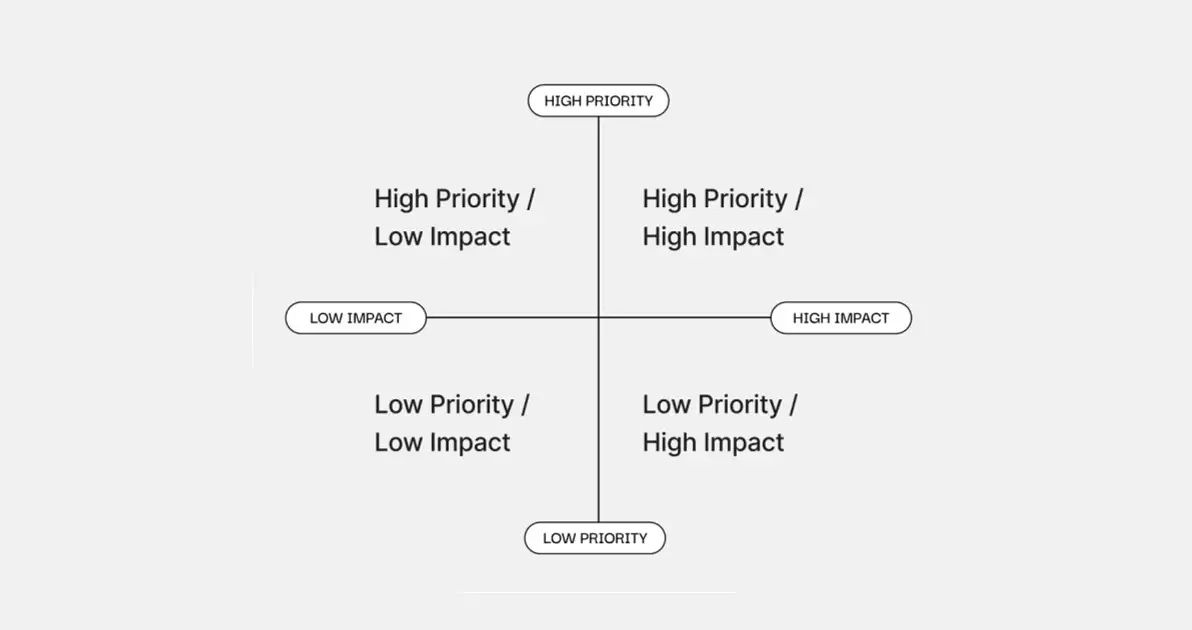 HIGH PRIORITY
High Priority /
Low Impact
High Priority /
High Impact
LOW IMPACT
HIGH IMPACT
Low Priority /
Low Impact
Low Priority /
High Impact
LOW PRIORITY